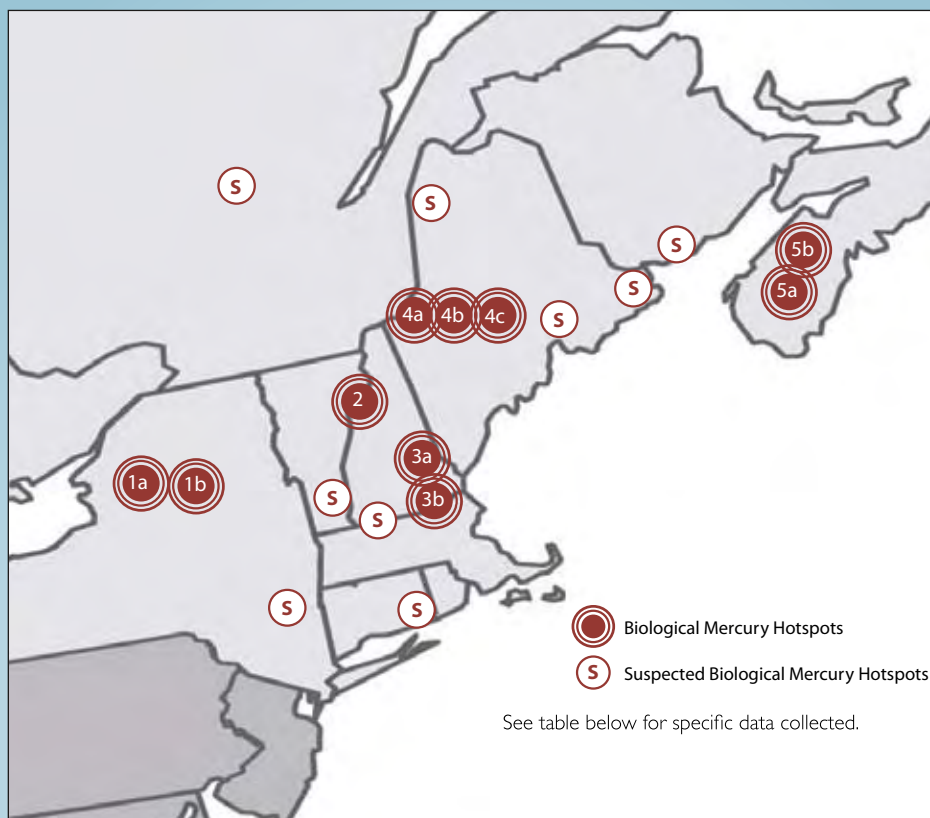 S
S
S
5b
S
5a
4a 4b 4c
S
2
3a
1a 1b
S
3b
S
S
S
Biological Mercury Hotspots
S Suspected Biological Mercury Hotspots
See table below for specific data collected.